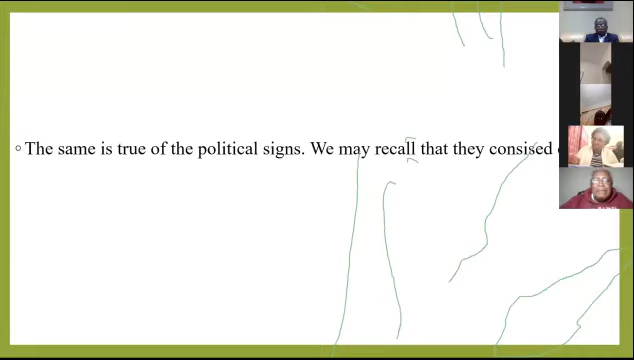 The same is true of the political signs. We may recall that they consised